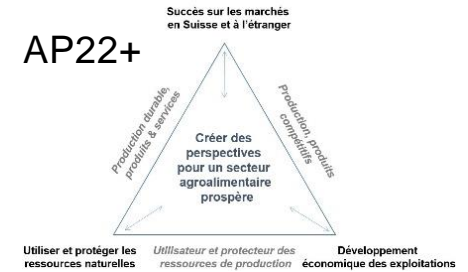 Succès sur les marchés
en Suisse et à l'étranger
AP22+
Production durable,
produits & services
Production, produits
compétitifs
Créer des
perspectives
pour un secteur
agroalimentaire
prospère
Utiliser et protéger les
ressources naturelles
Utilisateur et protecteur des
ressources de production
Développement
économique des exploitations